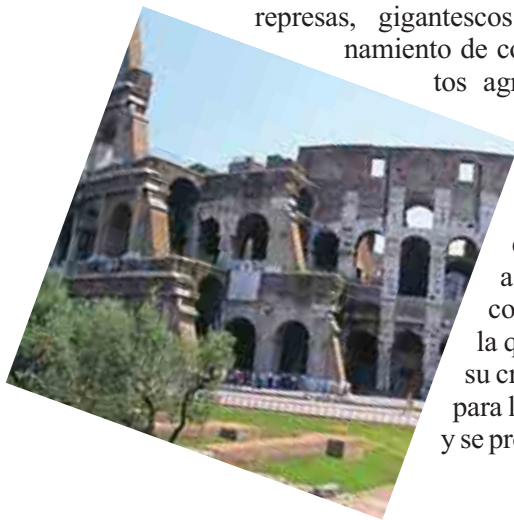 represas, gigantescos
namiento de co
tos agr
a
co
la q
su cr
para l
y se pr